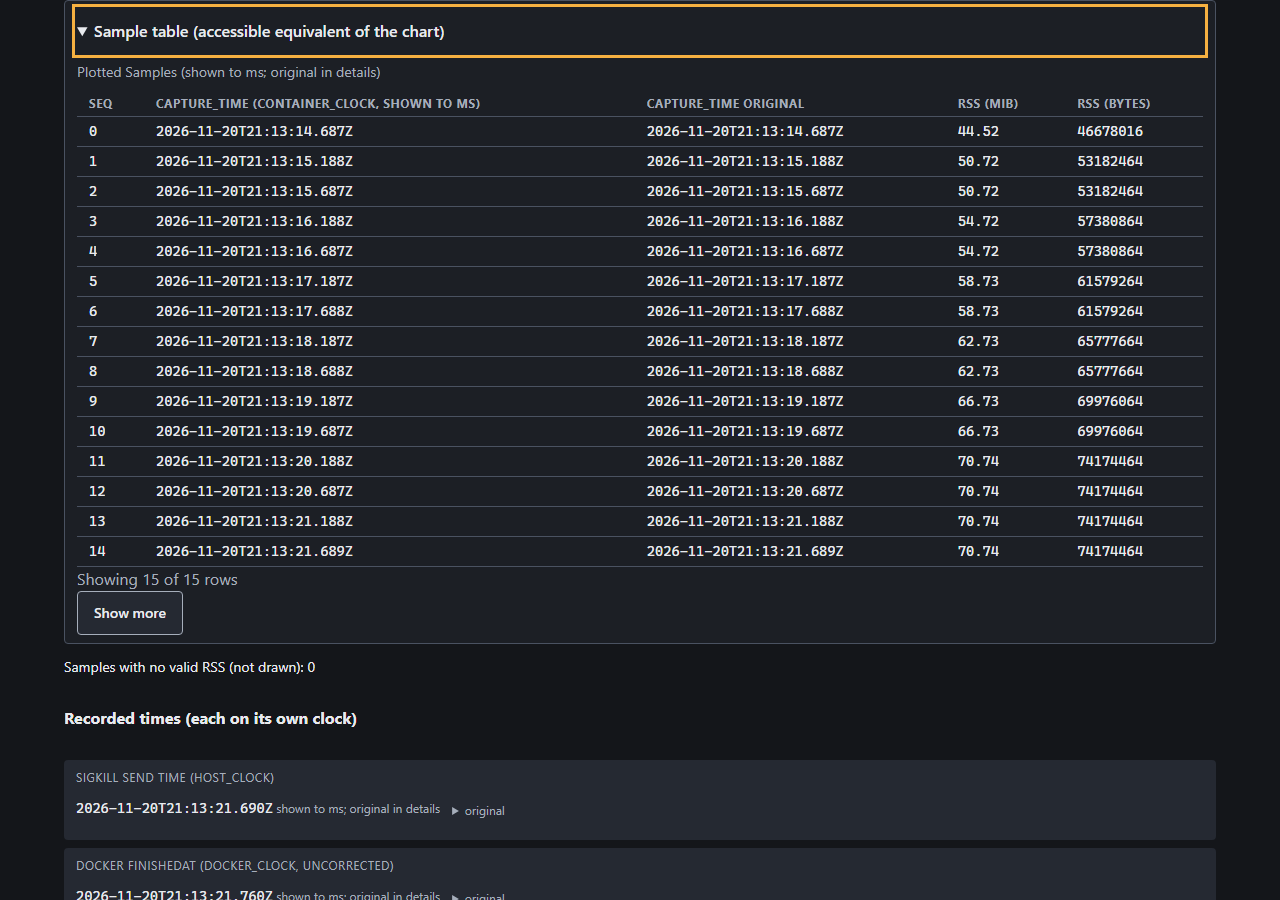 ▼ Sample table (accessible equivalent of the chart)
Plotted Samples (shown to ms; original in details)
SEQ CAPTURE_TIME (CONTAINER_CLOCK, SHOWN TO MS) CAPTURE_TIME ORIGINAL RSS (MIB) RSS (BYTES)
0 2026-11-20T21:13:14.687Z 2026-11-20T21:13:14.687Z 44.52 46678016
1 2026-11-20T21:13:15.188Z 2026-11-20T21:13:15.188Z 50.72 53182464
2 2026-11-20T21:13:15.687Z 2026-11-20T21:13:15.687Z 50.72 53182464
3 2026-11-20T21:13:16.188Z 2026-11-20T21:13:16.188Z 54.72 57380864
4 2026-11-20T21:13:16.687Z 2026-11-20T21:13:16.687Z 54.72 57380864
5 2026-11-20T21:13:17.187Z 2026-11-20T21:13:17.187Z 58.73 61579264
6 2026-11-20T21:13:17.688Z 2026-11-20T21:13:17.688Z 58.73 61579264
7 2026-11-20T21:13:18.187Z 2026-11-20T21:13:18.187Z 62.73 65777664
8 2026-11-20T21:13:18.688Z 2026-11-20T21:13:18.688Z 62.73 65777664
9 2026-11-20T21:13:19.187Z 2026-11-20T21:13:19.187Z 66.73 69976064
10 2026-11-20T21:13:19.687Z 2026-11-20T21:13:19.687Z 66.73 69976064
11 2026-11-20T21:13:20.188Z 2026-11-20T21:13:20.188Z 70.74 74174464
12 2026-11-20T21:13:20.687Z 2026-11-20T21:13:20.687Z 70.74 74174464
13 2026-11-20T21:13:21.188Z 2026-11-20T21:13:21.188Z 70.74 74174464
14 2026-11-20T21:13:21.689Z 2026-11-20T21:13:21.689Z 70.74 74174464
Showing 15 of 15 rows
Show more
Samples with no valid RSS (not drawn): 0
Recorded times (each on its own clock)
SIGKILL SEND TIME (HOST_CLOCK)
2026-11-20T21:13:21.690Z shown to ms; original in details ▶ original
DOCKER FINISHEDAT (DOCKER_CLOCK, UNCORRECTED)
2026-11-20T21:13:21.760Z shown to ms; original in details ▶ original